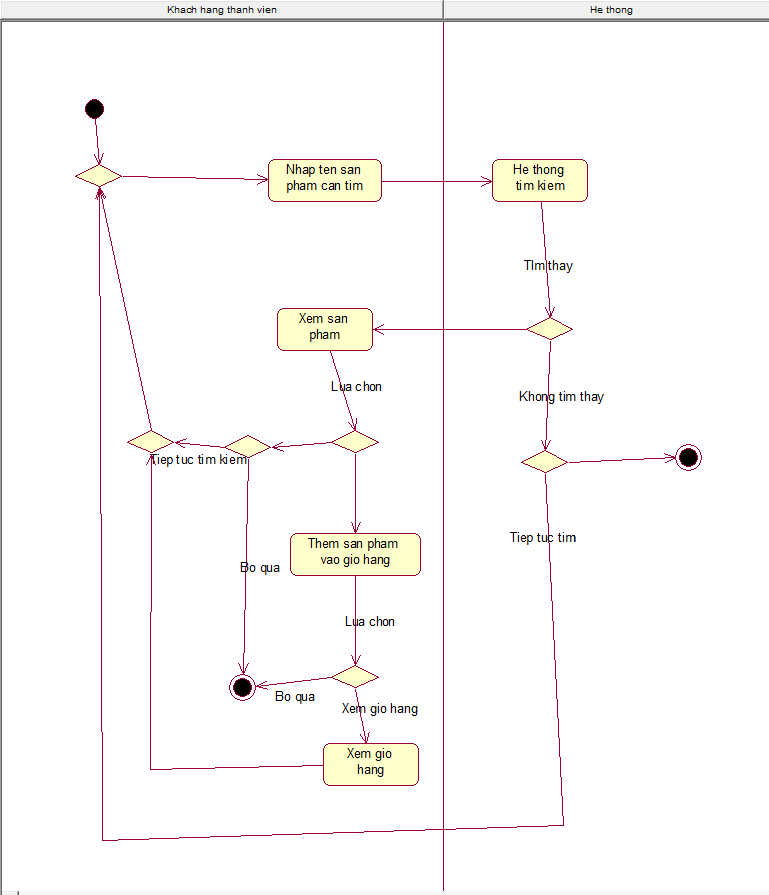 Khach hang thanh vien
He thong
Nhap ten san
pham can tim
He thong
tim kiem
TIm thay
Xem san
pham
Lua chon
Khong tim thay
Tiep tuc tim kiem
Them san pham
vao gio hang
Tiep tuc tim
Bo qua
Lua chon
Bo qua
Xem gio hang
Xem gio
hang